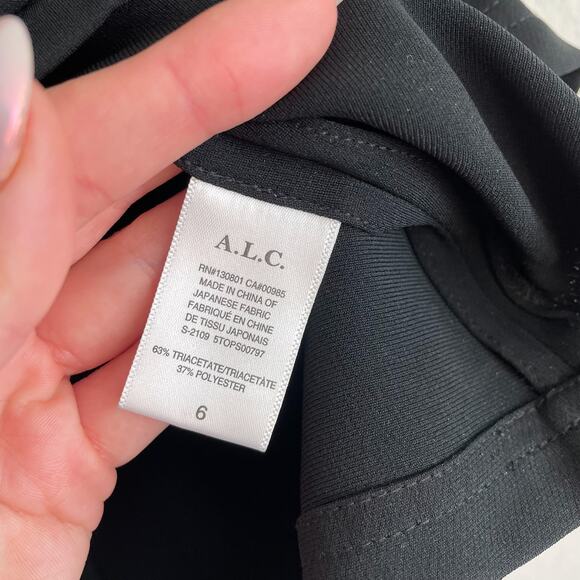 A.L.C.
RN#130801 CA#00985
MADE IN CHINA OF
JAPANESE FABRIC
FABRIQUÉ EN CHINE
DE TISSU JAPONAIS
S-2109 5TOPS00797
63% TRIACETATE/TRIACÉTATE
37% POLYESTER
6